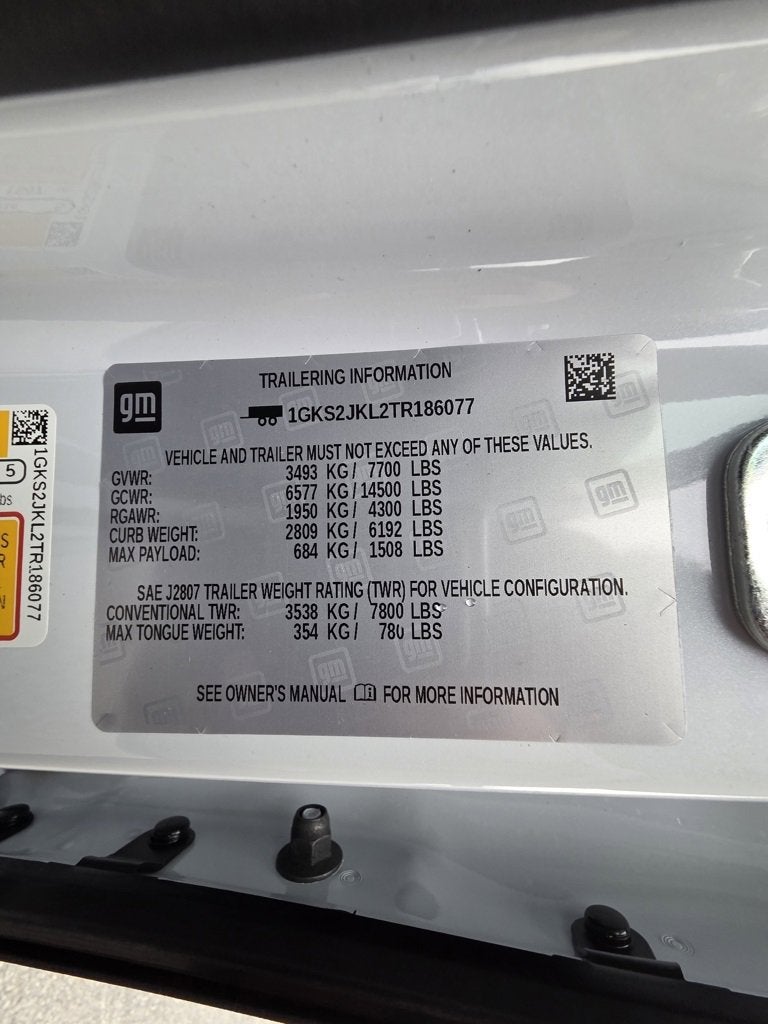 gm
TRAILERING INFORMATION
1GKS2JKL2TR186077
VEHICLE AND TRAILER MUST NOT EXCEED ANY OF THESE VALUES.
GVWR: 3493 KG/ 7700 LBS
GCWR: 6577 KG/ 14500 LBS
RGAWR: 1950 KG/ 4300 LBS
CURB WEIGHT: 2809 KG/ 6192 LBS
MAX PAYLOAD: 684 KG/ 1508 LBS
SAE J2807 TRAILER WEIGHT RATING (TWR) FOR VEHICLE CONFIGURATION.
CONVENTIONAL TWR: 3538 KG/ 7800 LBS
MAX TONGUE WEIGHT: 354 KG/ 780 LBS
SEE OWNER'S MANUAL FOR MORE INFORMATION
1GKS2JKL2TR186077
5
bs
S
R
N